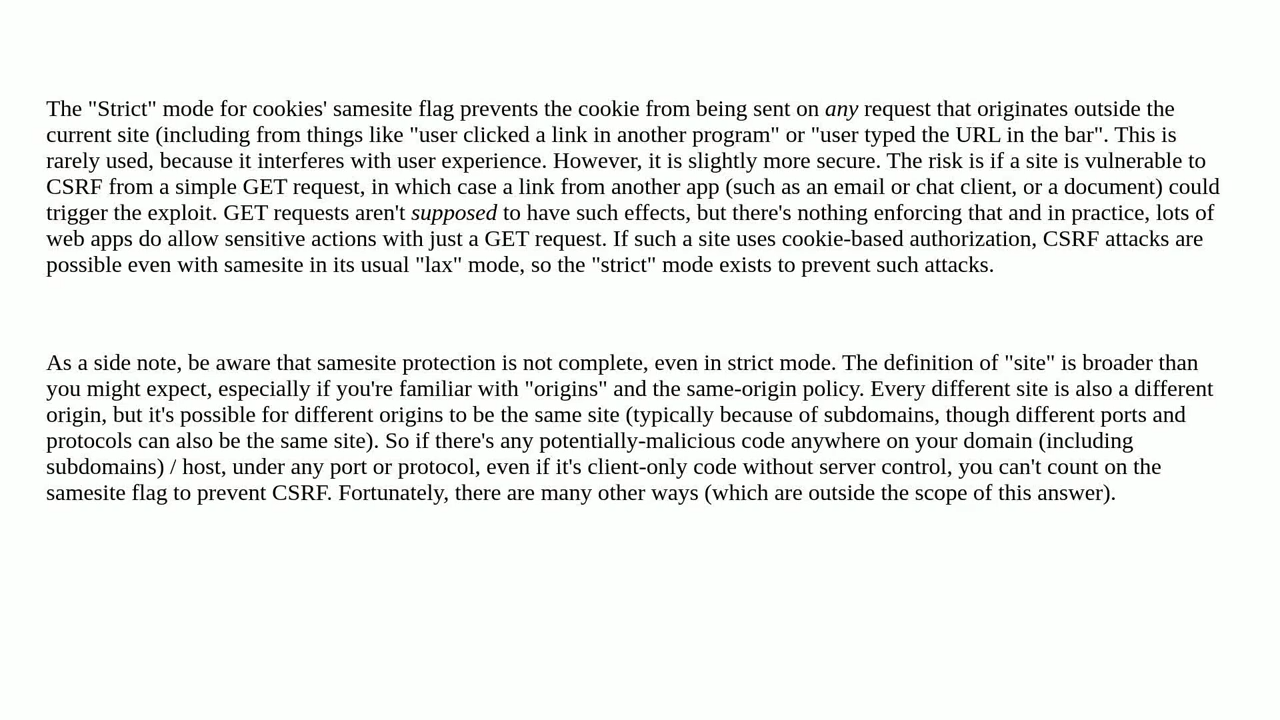 The "Strict" mode for cookies' samesite flag prevents the cookie from being sent on any request that originates outside the
current site (including from things like "user clicked a link in another program" or "user typed the URL in the bar". This is
rarely used, because it interferes with user experience. However, it is slightly more secure. The risk is if a site is vulnerable to
CSRF from a simple GET request, in which case a link from another app (such as an email or chat client, or a document) could
trigger the exploit. GET requests aren't supposed to have such effects, but there's nothing enforcing that and in practice, lots of
web apps do allow sensitive actions with just a GET request. If such a site uses cookie-based authorization, CSRF attacks are
possible even with samesite in its usual "lax" mode, so the "strict" mode exists to prevent such attacks.
As a side note, be aware that samesite protection is not complete, even in strict mode. The definition of "site" is broader than
you might expect, especially if you're familiar with "origins" and the same-origin policy. Every different site is also a different
origin, but it's possible for different origins to be the same site (typically because of subdomains, though different ports and
protocols can also be the same site). So if there's any potentially-malicious code anywhere on your domain (including
subdomains) / host, under any port or protocol, even if it's client-only code without server control, you can't count on the
samesite flag to prevent CSRF. Fortunately, there are many other ways (which are outside the scope of this answer).